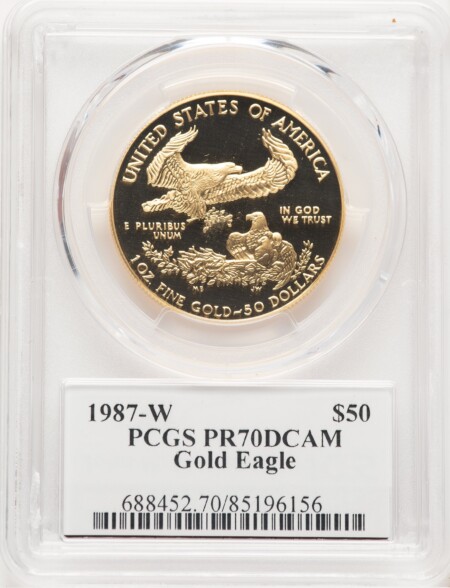 UNITED STATES OF AMERICA
E PLURIBUS
UNUM
IN GOD
WE TRUST
1 OZ. FINE GOLD~50 DOLLARS
1987-W $50
PCGS PR70DCAM
Gold Eagle
688452.70/85196156